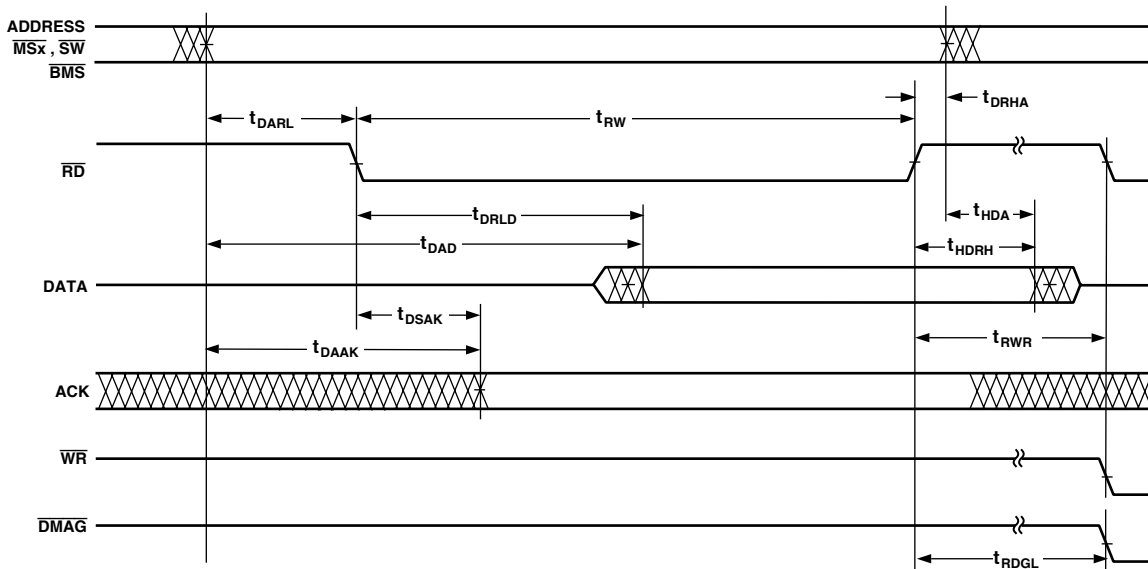 ADDRESS
MSx , SW
BMS
tDRHA
tDARL
tRW
RD
tDRLD
tHDA
tDAD
tHDRH
DATA
tDSAK
tRWR
tDAAK
ACK
WR
DMAG
tRDGL